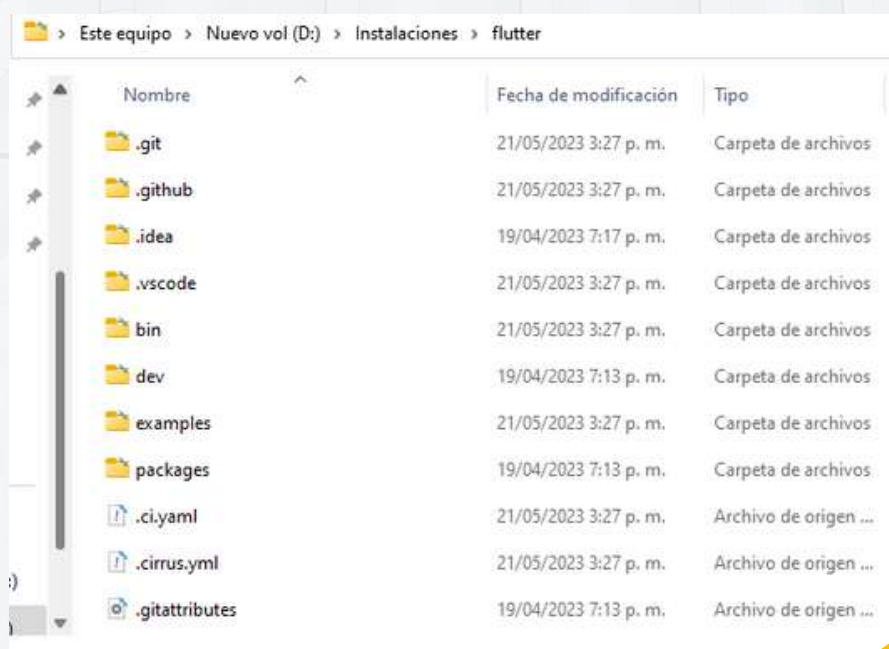 Este equipo > Nuevo vol (D:) > Instalaciones > flutter
Nombre Fecha de modificación Tipo
.git 21/05/2023 3:27 p. m. Carpeta de archivos
.github 21/05/2023 3:27 p. m. Carpeta de archivos
.idea 19/04/2023 7:17 p. m. Carpeta de archivos
.vscode 21/05/2023 3:27 p. m. Carpeta de archivos
bin 21/05/2023 3:27 p. m. Carpeta de archivos
dev 19/04/2023 7:13 p. m. Carpeta de archivos
examples 21/05/2023 3:27 p. m. Carpeta de archivos
packages 19/04/2023 7:13 p. m. Carpeta de archivos
.ci.yaml 21/05/2023 3:27 p. m. Archivo de origen ...
.cirrus.yml 21/05/2023 3:27 p. m. Archivo de origen ...
:)
.gitattributes 19/04/2023 7:13 p. m. Archivo de origen ...